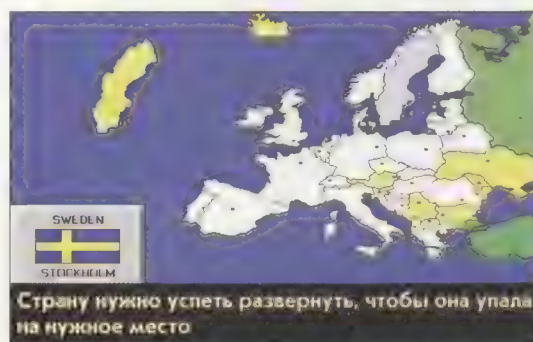 SWEDEN
STOCKHOLM
Страну нужно успеть развернуть, чтобы она упала
на нужное место